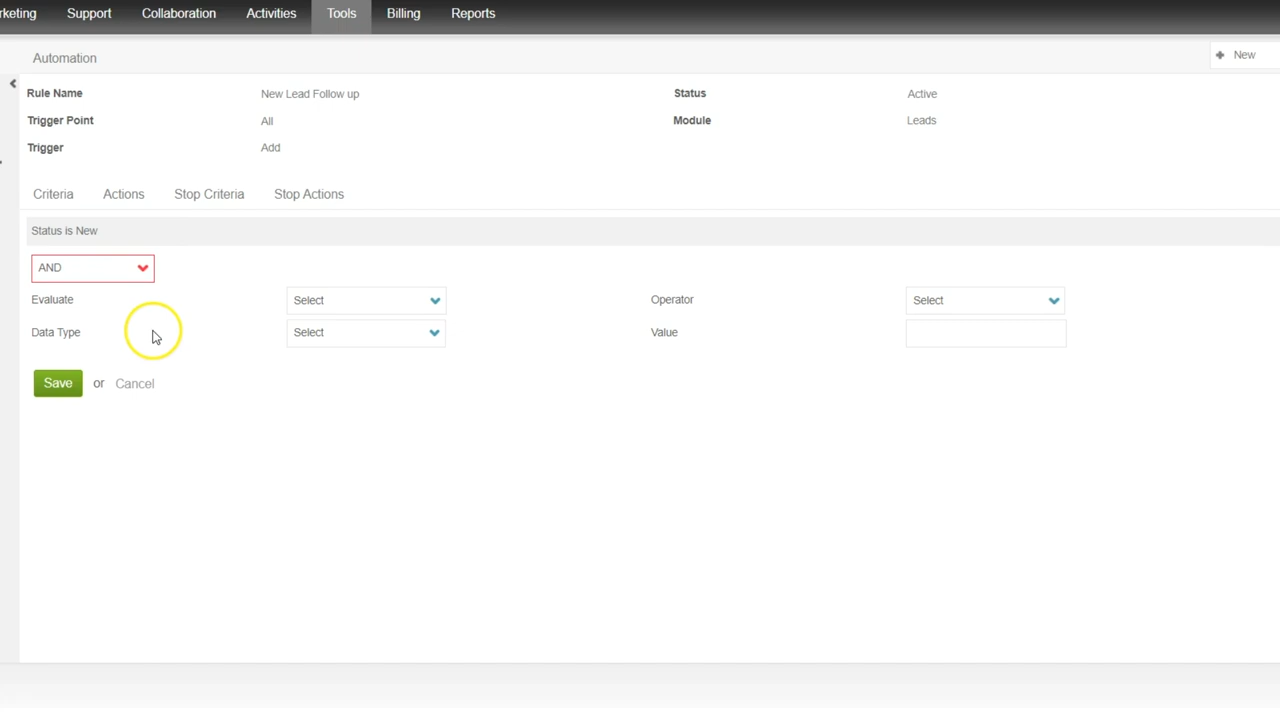 rketing Support Collaboration Activities Tools Billing Reports
Automation New
Rule Name New Lead Follow up Status Active
Trigger Point All Module Leads
Trigger Add
Criteria Actions Stop Criteria Stop Actions
Status is New
AND
Evaluate Select Operator Select
Data Type Select Value
Save or Cancel